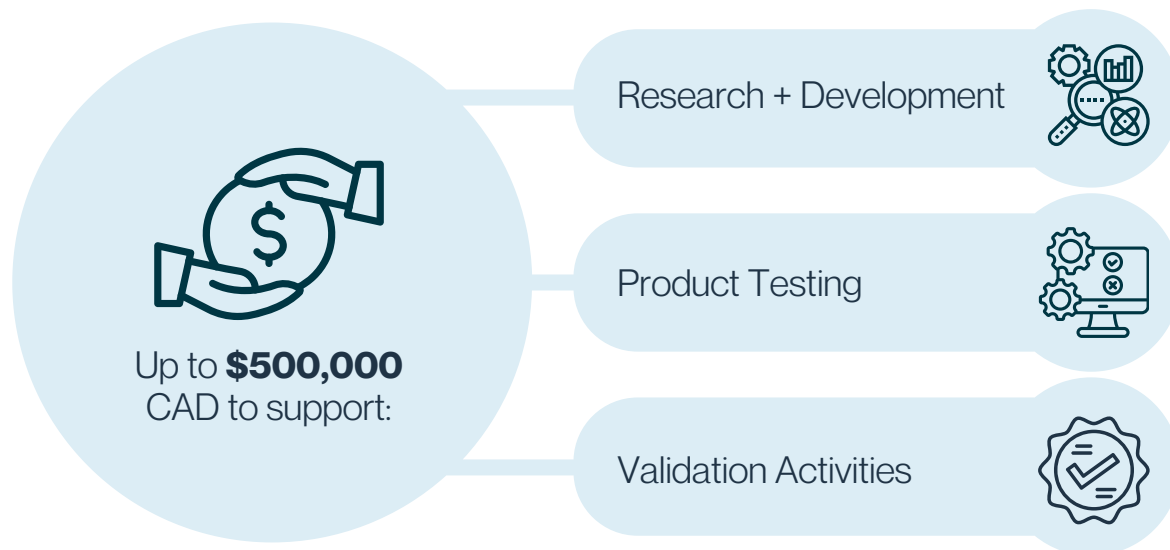 Up to $500,000
CAD to support:
Research + Development
Product Testing
Validation Activities